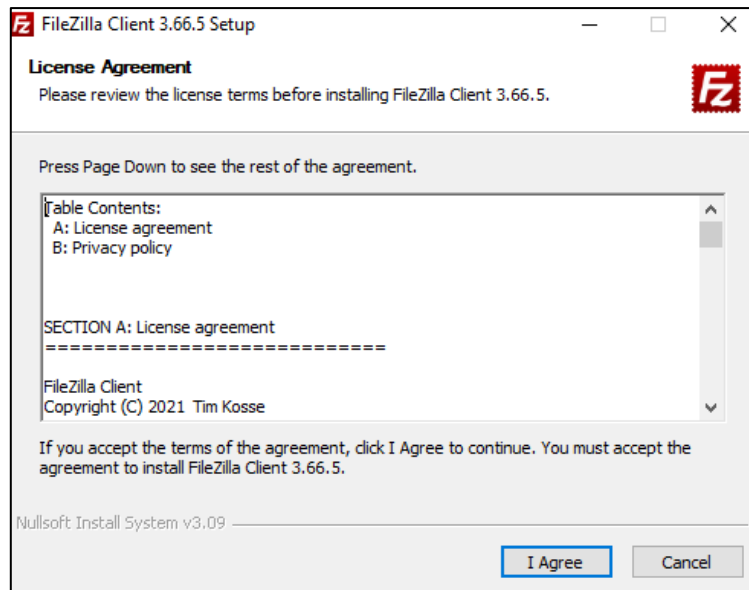 Fz FileZilla Client 3.66.5 Setup
License Agreement
Please review the license terms before installing FileZilla Client 3.66.5.
Fz
Press Page Down to see the rest of the agreement.
Table Contents:
A: License agreement
B: Privacy policy
SECTION A: License agreement
=============================
FileZilla Client
Copyright (C) 2021 Tim Kosse
If you accept the terms of the agreement, click I Agree to continue. You must accept the
agreement to install FileZilla Client 3.66.5.
Nullsoft Install System v3.09
I Agree
Cancel